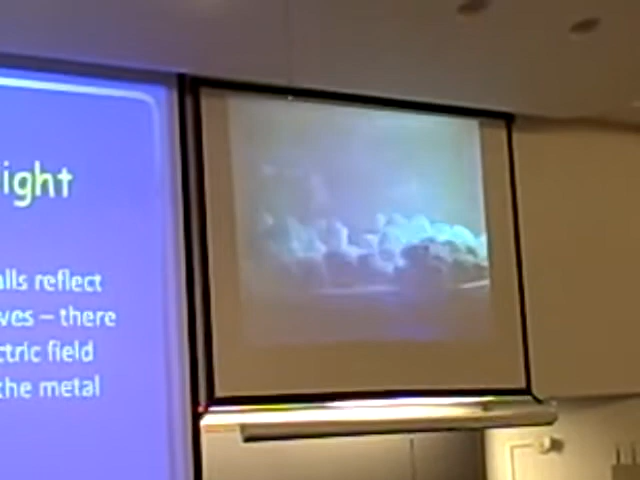 ight
alls reflect
ves – there
ctric field
the metal